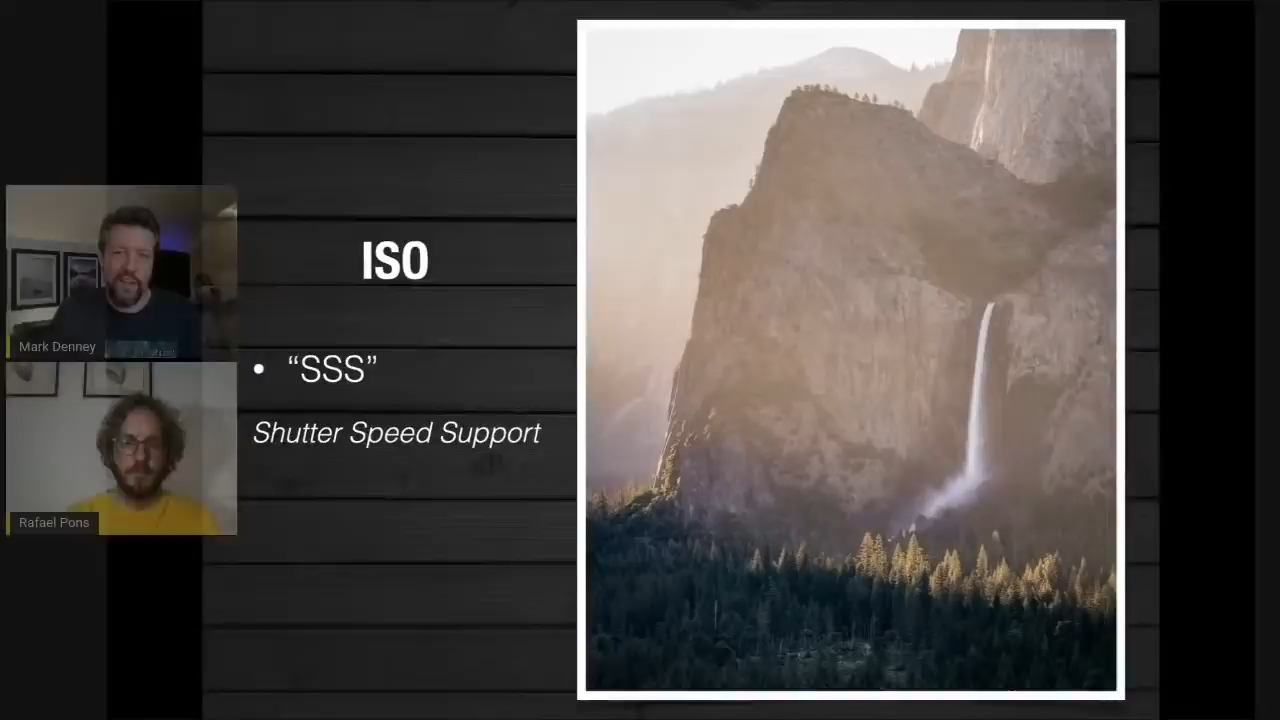 ISO
• “SSS”
Shutter Speed Support
Mark Denney
Rafael Pons